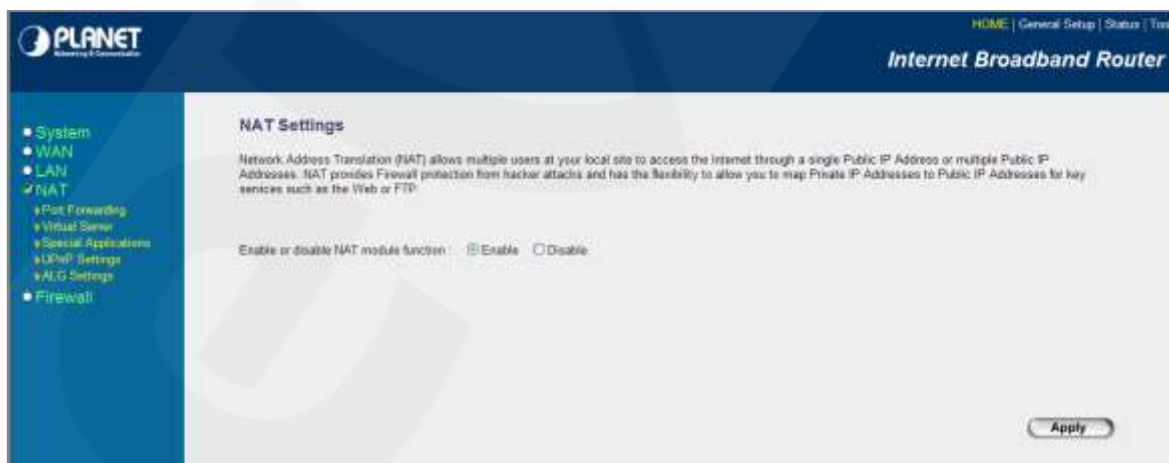 PLANET
Networking & Communication
HOME | General Setup | Status |
Internet Broadband Router
System
WAN
LAN
NAT
Port Forwarding
Virtual Server
Special Applications
UPnP Settings
ALG Settings
Firewall
NAT Settings
Network Address Translation (NAT) allows multiple users at your local site to access the Internet through a single Public IP Address or multiple Public IP
Addresses. NAT provides Firewall protection from hacker attacks and has the flexibility to allow you to map Private IP Addresses to Public IP Addresses for key
services such as the Web or FTP
Enable or disable NAT module function : Enable Disable
Apply